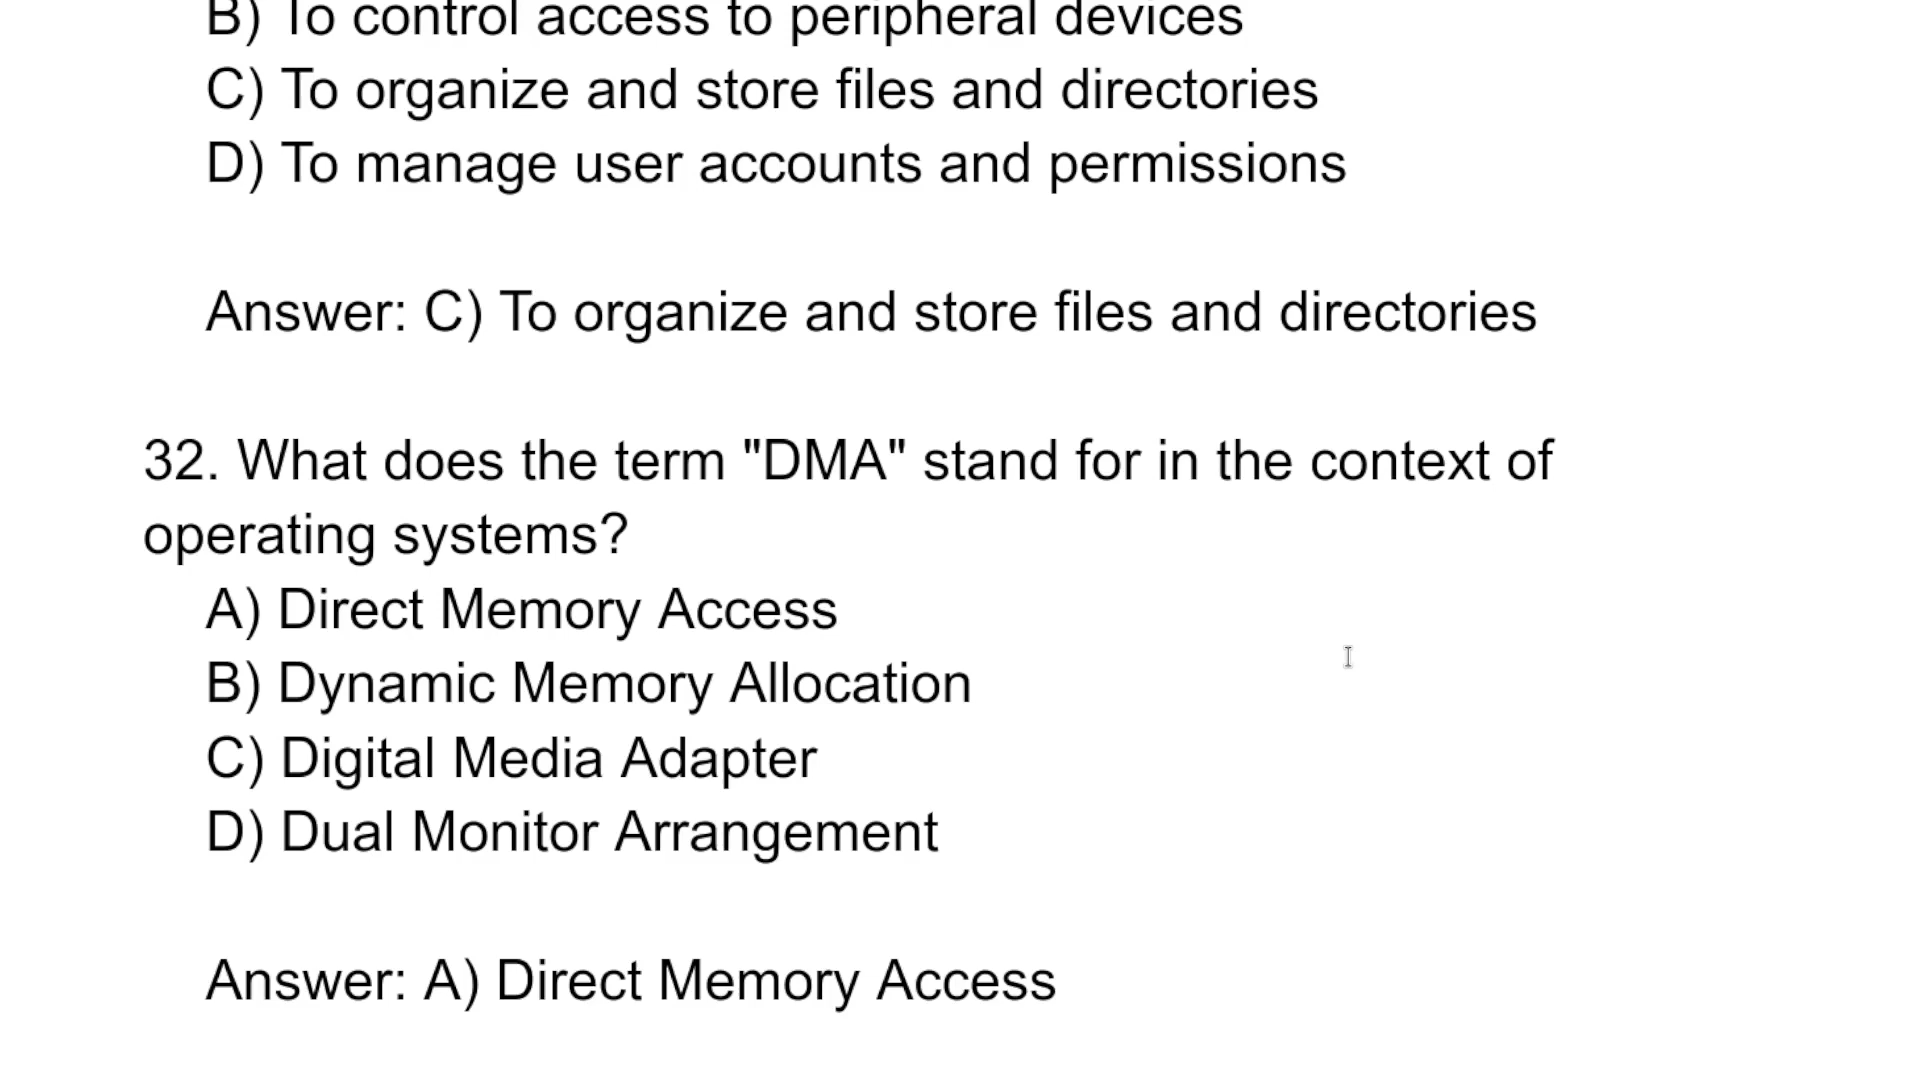 B) To control access to peripheral devices
C) To organize and store files and directories
D) To manage user accounts and permissions
Answer: C) To organize and store files and directories
32. What does the term "DMA" stand for in the context of
operating systems?
A) Direct Memory Access
B) Dynamic Memory Allocation
C) Digital Media Adapter
D) Dual Monitor Arrangement
Answer: A) Direct Memory Access